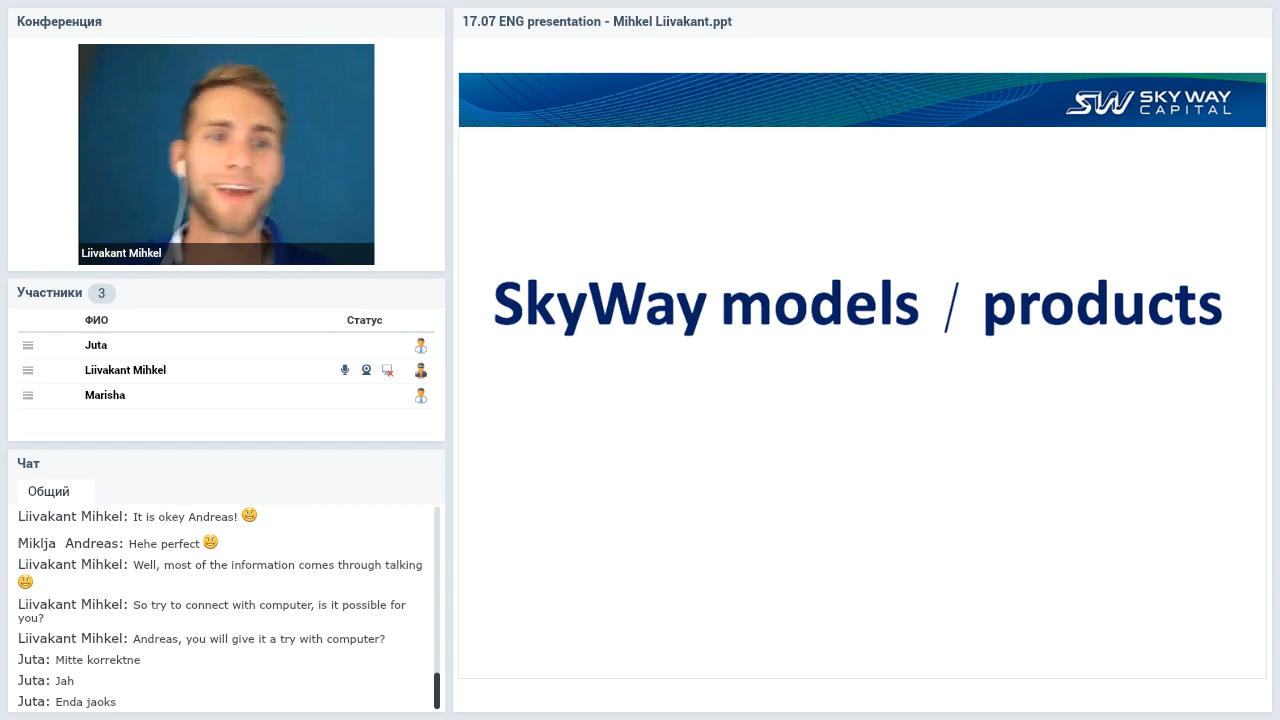 Конференция
Liivakant Mihkel
Участники 3
ФИО Статус
Juta
Liivakant Mihkel
Marisha
Чат
Общий
Liivakant Mihkel: It is okey Andreas!
Miklja Andreas: Hehe perfect
Liivakant Mihkel: Well, most of the information comes through talking
Liivakant Mihkel: So try to connect with computer, is it possible for
you?
Liivakant Mihkel: Andreas, you will give it a try with computer?
Juta: Mitte korrektne
Juta: Jah
Juta: Enda jaoks
17.07 ENG presentation - Mihkel Liivakant.ppt
SW SKY WAY
CAPITAL
SkyWay models / products